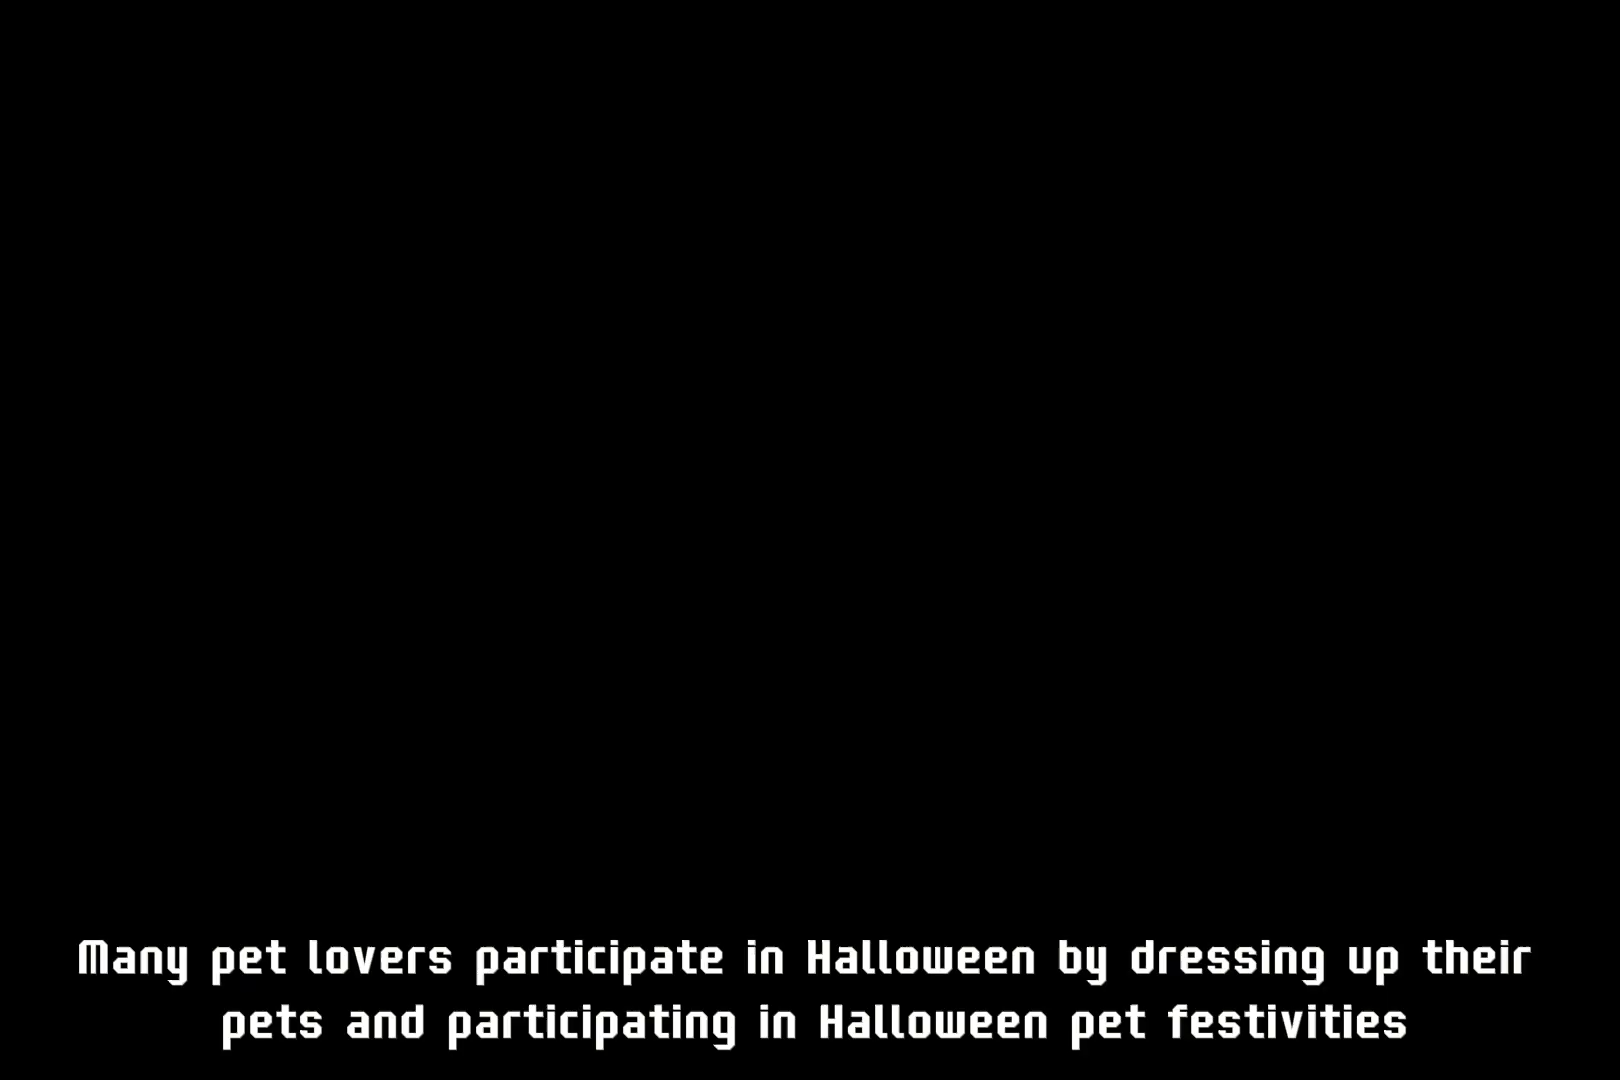 Many pet lovers participate in Halloween by dressing up their
pets and participating in Halloween pet festivities